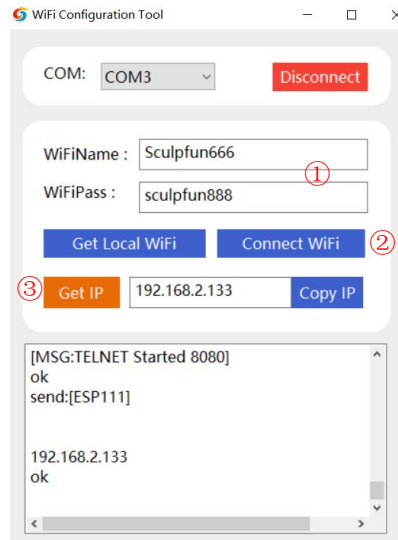 WiFi Configuration Tool
COM: COM3 Disconnect
WiFiName : Sculpfun666
①
WiFiPass : sculpfun888
Get Local WiFi Connect WiFi ②
③ Get IP 192.168.2.133 Copy IP
[MSG:TELNET Started 8080]
ok
send:[ESP111]
192.168.2.133
ok